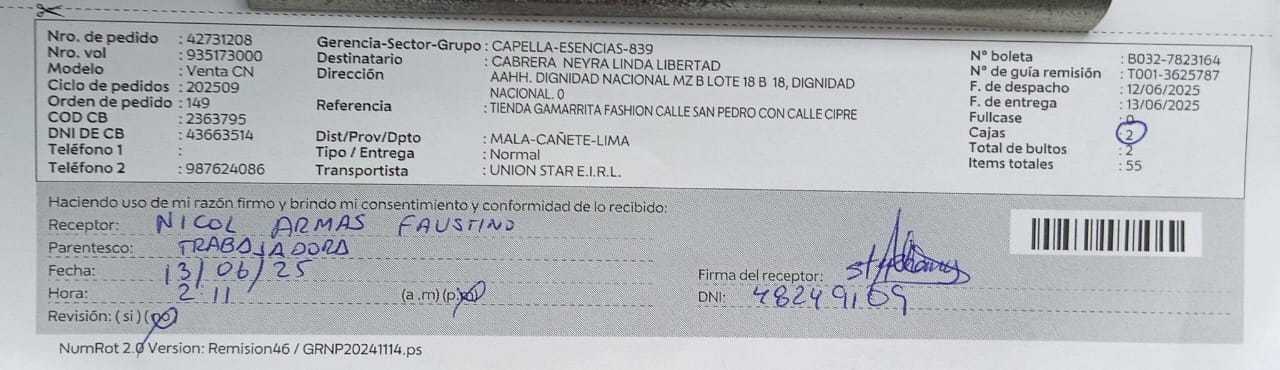 Nro. de pedido : 42731208
Nro. vol : 935173000
Modelo : Venta CN
Ciclo de pedidos : 202509
Orden de pedido : 149
COD CB : 2363795
DNI DE CB : 43663514
Teléfono 1 :
Teléfono 2 : 987624086
Gerencia-Sector-Grupo : CAPELLA-ESENCIAS-839
Destinatario : CABRERA NEYRA LINDA LIBERTAD
Dirección AAHH. DIGNIDAD NACIONAL MZ B LOTE 18 B 18, DIGNIDAD
NACIONAL. 0
Referencia : TIENDA GAMARRITA FASHION CALLE SAN PEDRO CON CALLE CIPRE
Dist/Prov/Dpto : MALA-CAÑETE-LIMA
Tipo / Entrega : Normal
Transportista : UNION STAR E.I.R.L.
N° boleta : B032-7823164
N° de guía remisión : T001-3625787
F. de despacho : 12/06/2025
F. de entrega : 13/06/2025
Fullcase : 0
Cajas : 2
Total de bultos : 2
Items totales : 55
Haciendo uso de mi razón firmo y brindo mi consentimiento y conformidad de lo recibido:
Receptor: NICOL ARMAS FAUSTINO
Parentesco: TRABAJADORA
Fecha: 13/06/25
Hora: 2:11 (a.m)(p.m)
Revisión: (si)(no)
Firma del receptor:
DNI: 48249169
NumRot 2.0 Version: Remision46 / GRNP20241114.ps